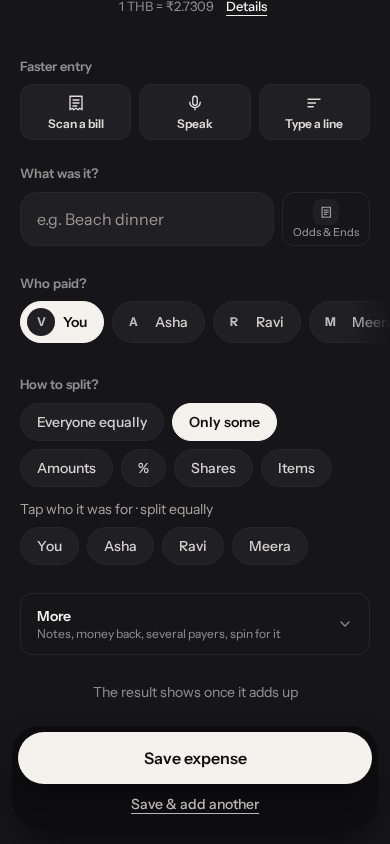 1 THB = ₹2.7309 Details
Faster entry
Scan a bill Speak Type a line
What was it?
e.g. Beach dinner
Odds & Ends
Who paid?
V You A Asha R Ravi M Meer
How to split?
Everyone equally Only some
Amounts % Shares Items
Tap who it was for · split equally
You Asha Ravi Meera
More
Notes, money back, several payers, spin for it
The result shows once it adds up
Save expense
Save & add another